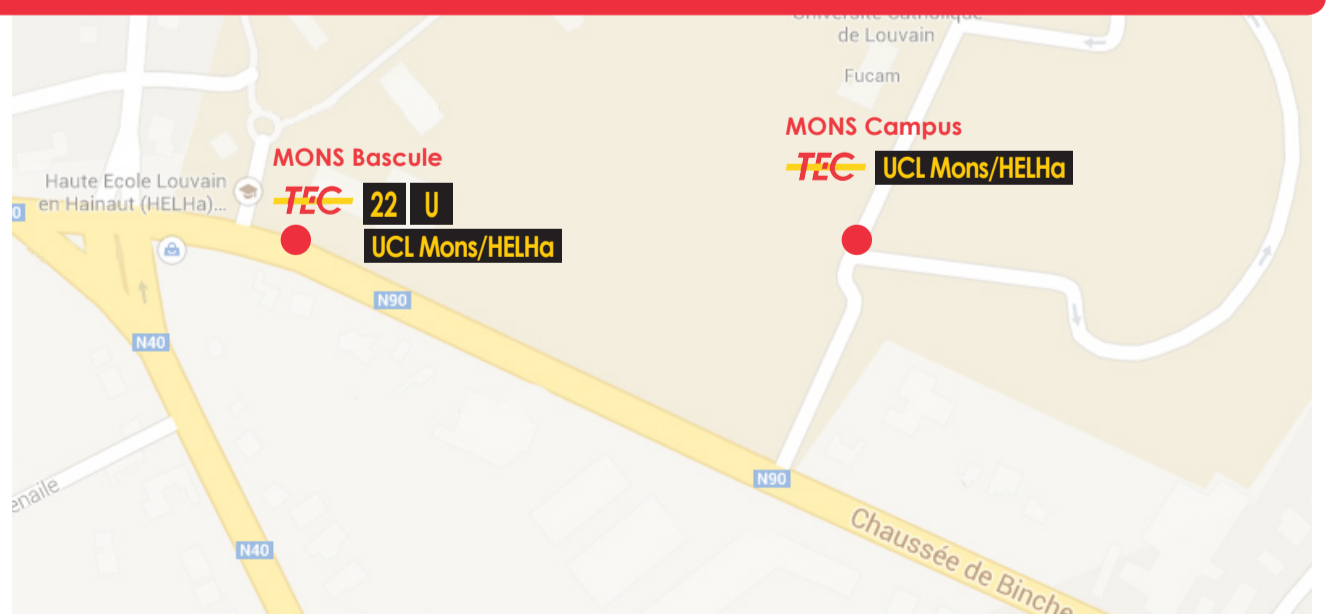 Université Catholique
de Louvain
Fucam
MONS Campus
TEC UCL Mons/HELHa
MONS Bascule
TEC 22 U
UCL Mons/HELHa
Haute Ecole Louvain
en Hainaut (HELHa)...
N90
N40
N90
Chaussée de Binche
N40
enaille